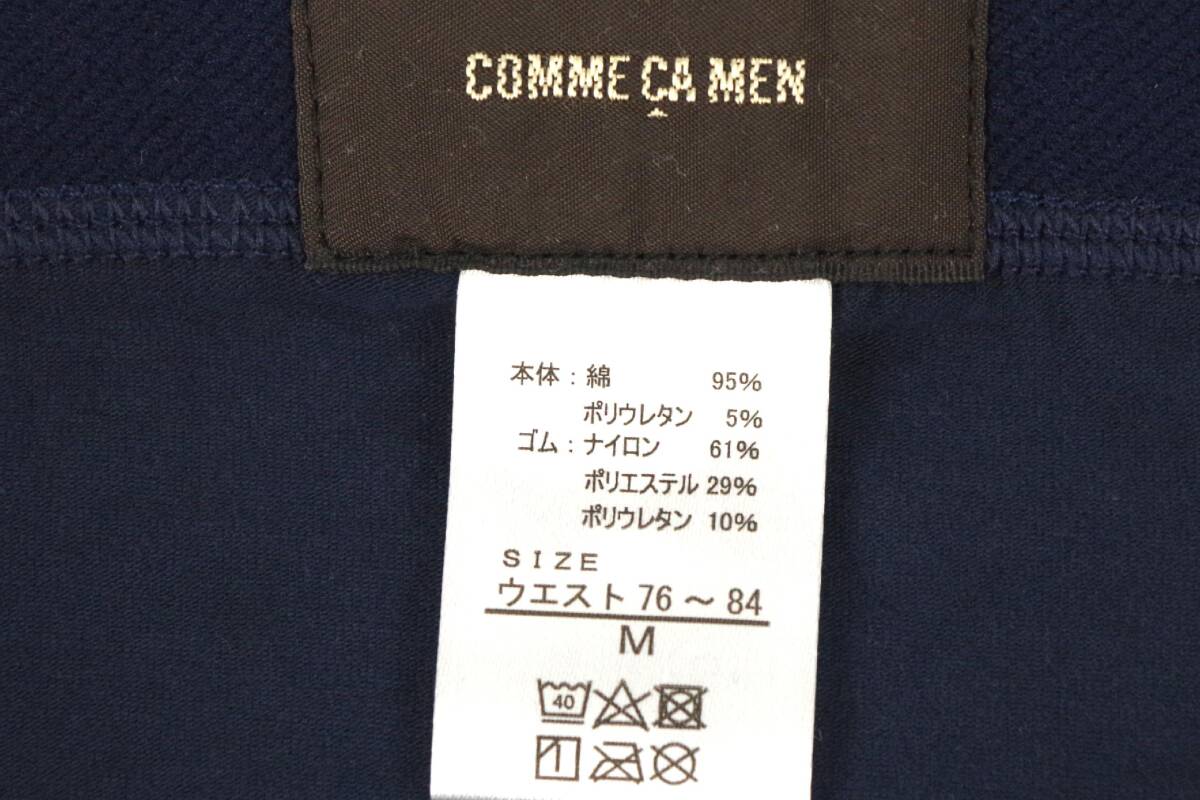 COMME ÇA MEN
本体：綿 95%
ポリウレタン 5%
ゴム：ナイロン 61%
ポリエステル 29%
ポリウレタン 10%
SIZE
ウエスト 76～84
M
40